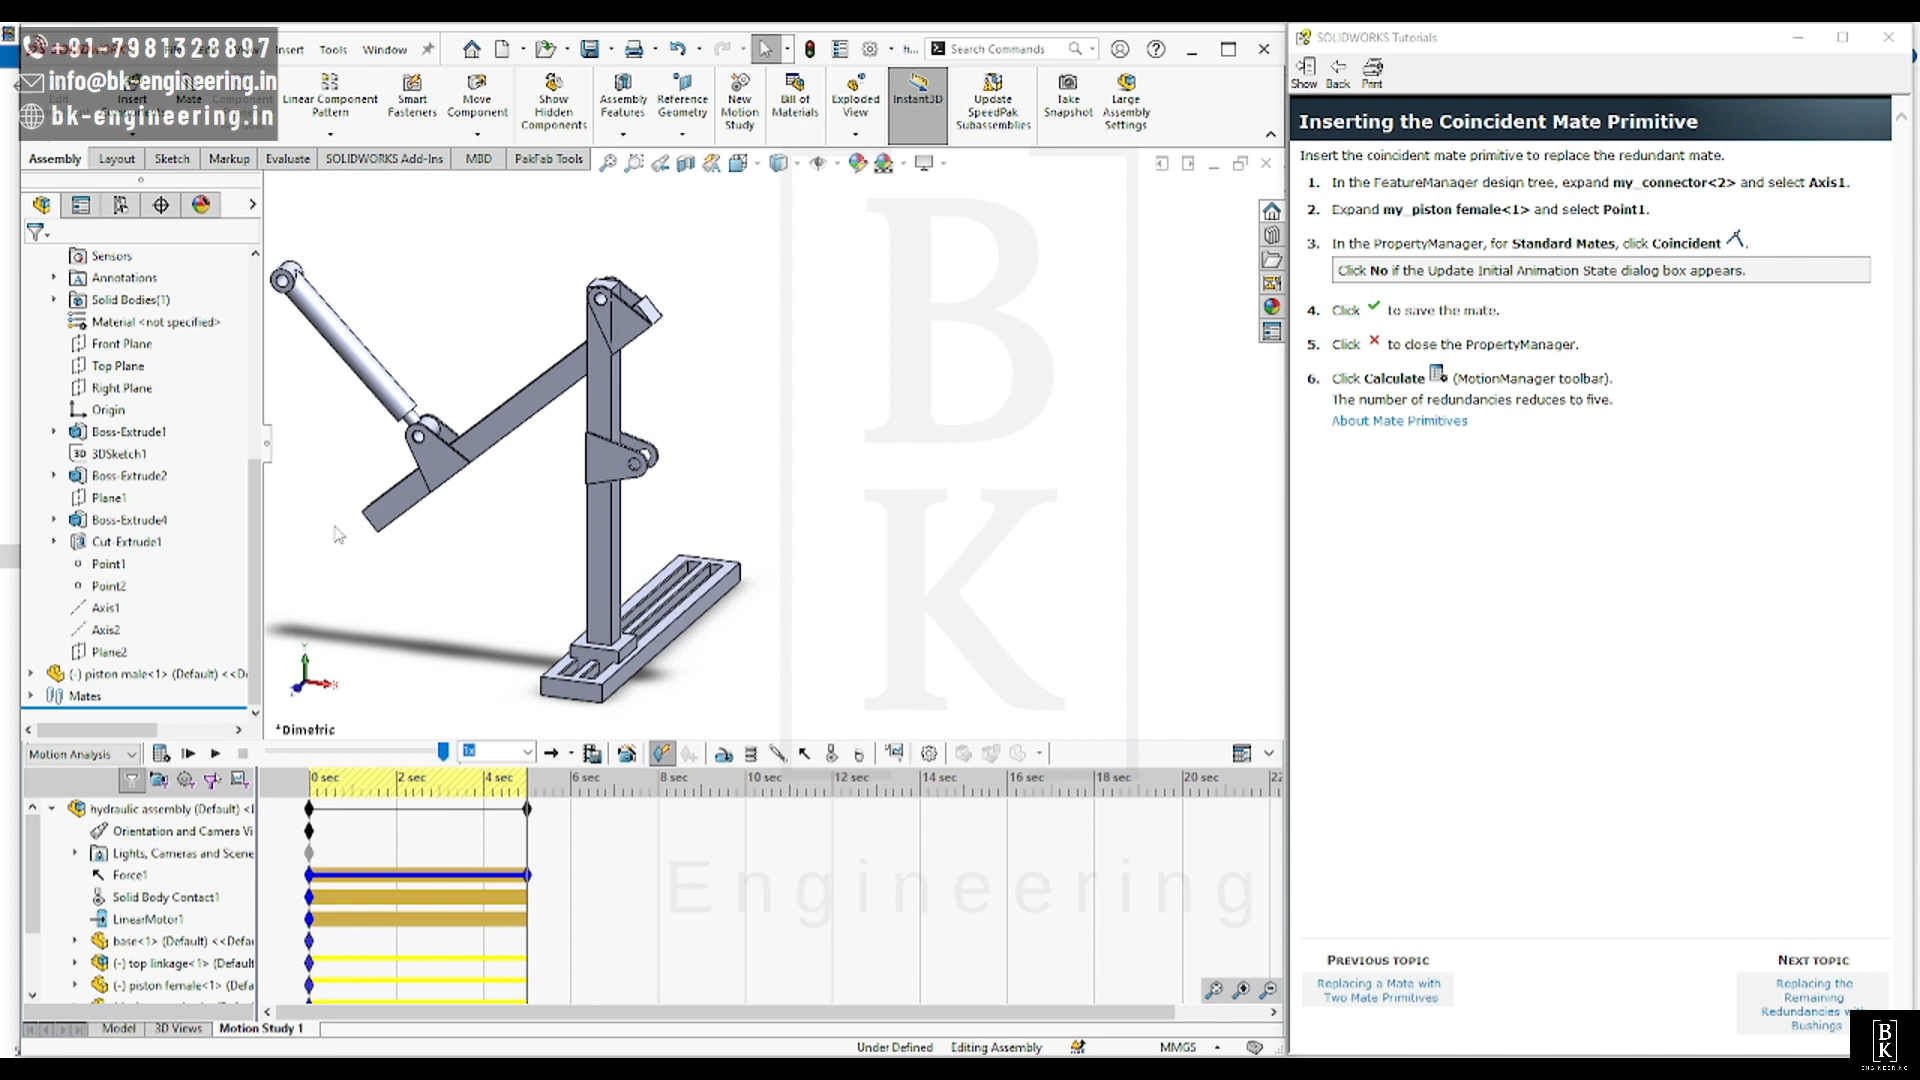 +91-7981328897
info@bk-engineering.in
bk-engineering.in
Insert Tools Window
h...
Search Commands
Linear Component Pattern
Smart Fasteners
Move Component
Show Hidden Components
Assembly Features
Reference Geometry
New Motion Study
Bill of Materials
Exploded View
Instant3D
Update SpeedPak Subassemblies
Take Snapshot
Large Assembly Settings
Assembly Layout Sketch Markup Evaluate SOLIDWORKS Add-Ins MBD PakFab Tools
Sensors
Annotations
Solid Bodies(1)
Material <not specified>
Front Plane
Top Plane
Right Plane
Origin
Boss-Extrude1
3D 3DSketch1
Boss-Extrude2
Plane1
Boss-Extrude4
Cut-Extrude1
Point1
Point2
Axis1
Axis2
Plane2
(-) piston male<1> (Default) <<D
Mates
*Dimetric
B
K
Engineering
Motion Analysis
1x
0 sec 2 sec 4 sec 6 sec 8 sec 10 sec 12 sec 14 sec 16 sec 18 sec 20 sec 22
hydraulic assembly (Default) <
Orientation and Camera Vi
Lights, Cameras and Scene
Force1
Solid Body Contact1
LinearMotor1
base<1> (Default) <<Defa
(-) top linkage<1> (Default
(-) piston female<1> (Defa
Model 3D Views Motion Study 1
Under Defined Editing Assembly MMGS
SOLIDWORKS Tutorials
Show Back Print
Inserting the Coincident Mate Primitive
Insert the coincident mate primitive to replace the redundant mate.
1. In the FeatureManager design tree, expand my_connector<2> and select Axis1.
2. Expand my_piston female<1> and select Point1.
3. In the PropertyManager, for Standard Mates, click Coincident .
Click No if the Update Initial Animation State dialog box appears.
4. Click to save the mate.
5. Click to close the PropertyManager.
6. Click Calculate (MotionManager toolbar).
The number of redundancies reduces to five.
About Mate Primitives
PREVIOUS TOPIC
Replacing a Mate with
Two Mate Primitives
NEXT TOPIC
Replacing the
Remaining
Redundancies
Bushings
B
K
ENGINEERING